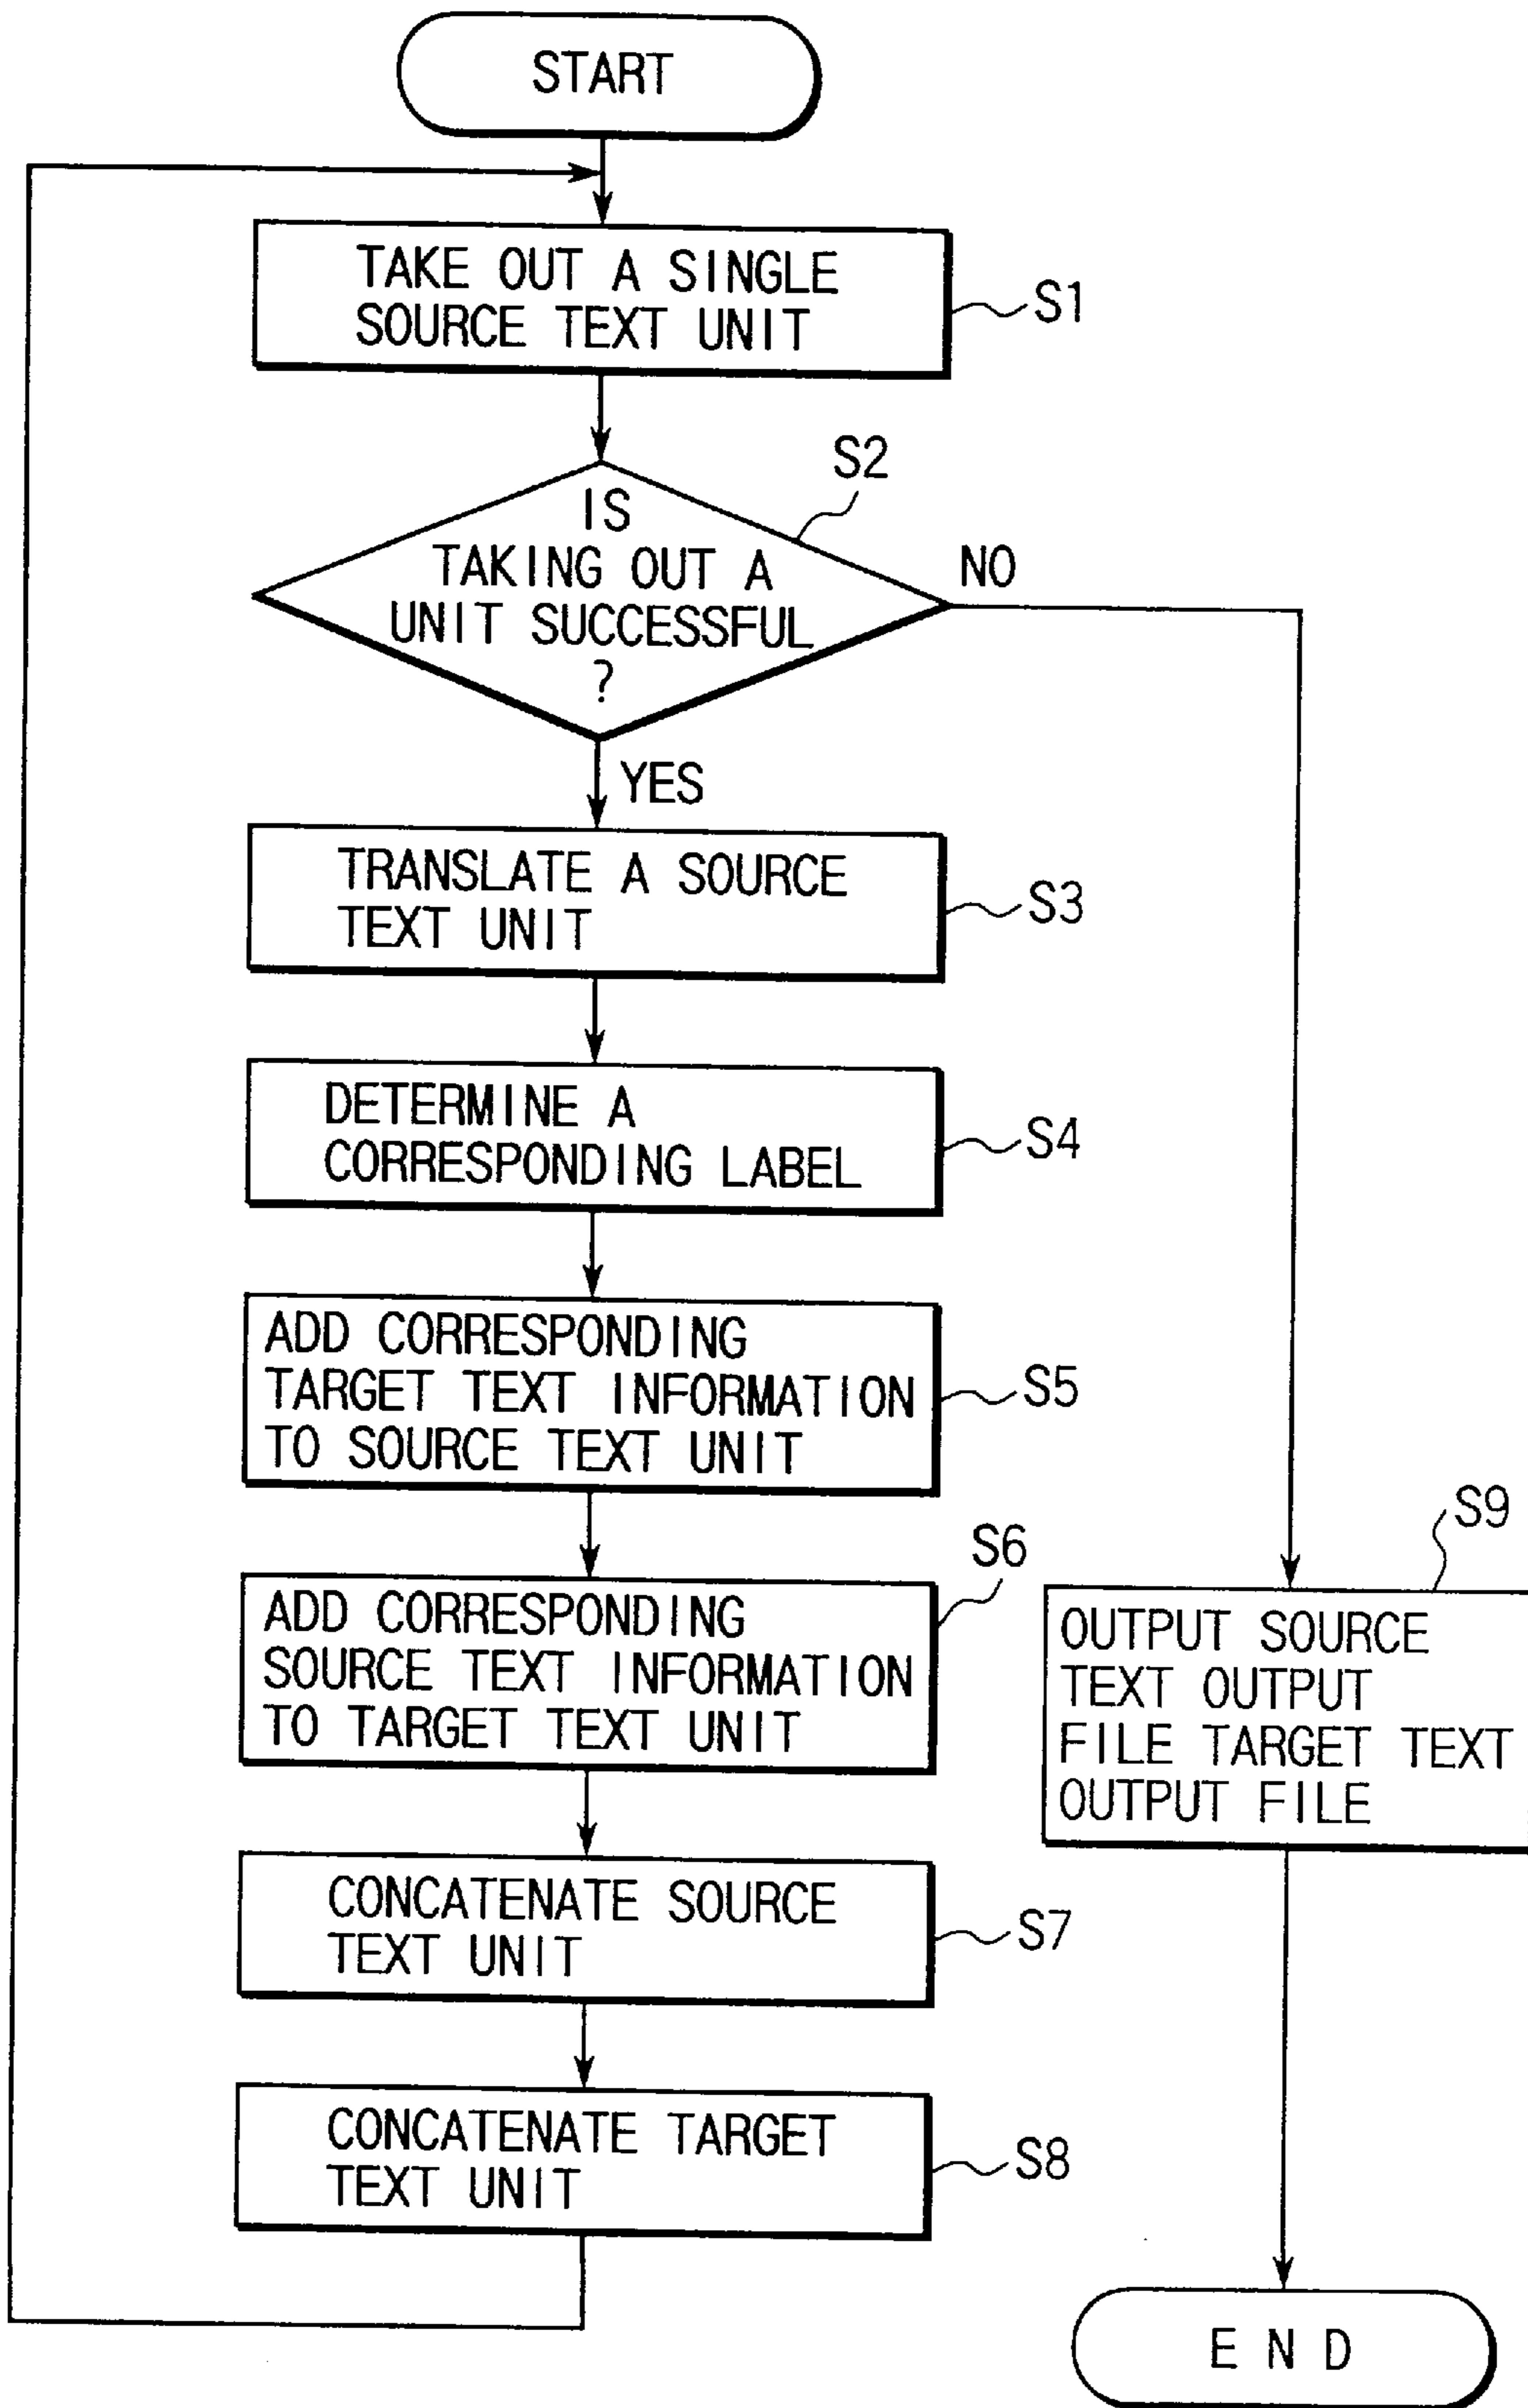 START
TAKE OUT A SINGLE
SOURCE TEXT UNIT
S1
S2
IS
TAKING OUT A
UNIT SUCCESSFUL
?
NO
YES
TRANSLATE A SOURCE
TEXT UNIT
S3
DETERMINE A
CORRESPONDING LABEL
S4
ADD CORRESPONDING
TARGET TEXT INFORMATION
TO SOURCE TEXT UNIT
S5
S6
ADD CORRESPONDING
SOURCE TEXT INFORMATION
TO TARGET TEXT UNIT
S9
OUTPUT SOURCE
TEXT OUTPUT
FILE TARGET TEXT
OUTPUT FILE
CONCATENATE SOURCE
TEXT UNIT
S7
CONCATENATE TARGET
TEXT UNIT
S8
END